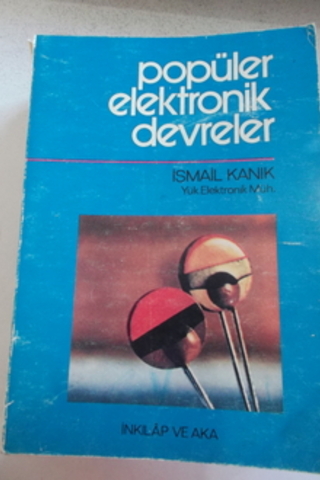 popüler
elektronik
devreler
İSMAİL KANIK
Yük.Elektronik Müh.
İNKILÂP VE AKA